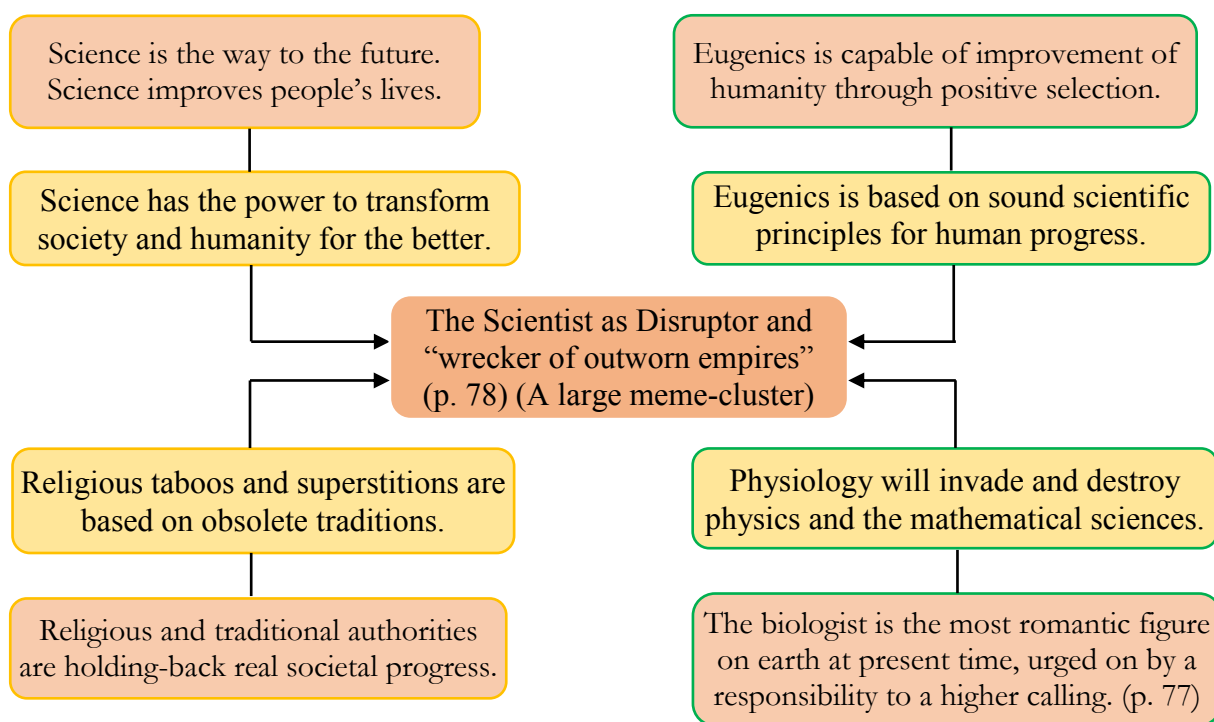 Science is the way to the future.
Science improves people's lives.
Eugenics is capable of improvement of
humanity through positive selection.
Science has the power to transform
society and humanity for the better.
Eugenics is based on sound scientific
principles for human progress.
The Scientist as Disruptor and
“wrecker of outworn empires”
(p. 78) (A large meme-cluster)
Religious taboos and superstitions are
based on obsolete traditions.
Physiology will invade and destroy
physics and the mathematical sciences.
Religious and traditional authorities
are holding-back real societal progress.
The biologist is the most romantic figure
on earth at present time, urged on by a
responsibility to a higher calling. (p. 77)